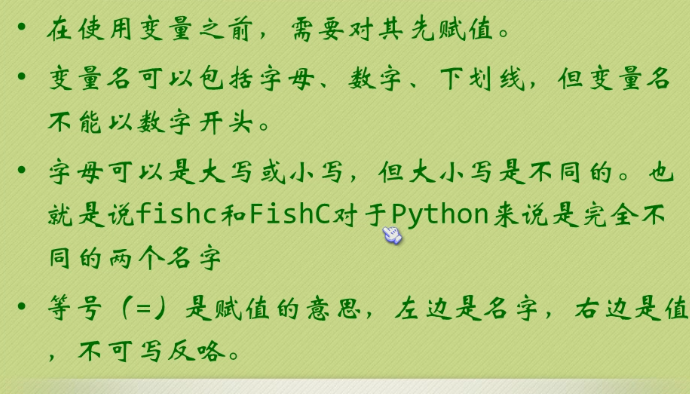 • 在使用变量之前，需要对其先赋值。
• 变量名可以包括字母、数字、下划线，但变量名
不能以数字开头。
• 字母可以是大写或小写，但大小写是不同的。也
就是说fishc和FishC对于Python来说是完全不
同的两个名字
• 等号（=）是赋值的意思，左边是名字，右边是值
，不可写反咯。